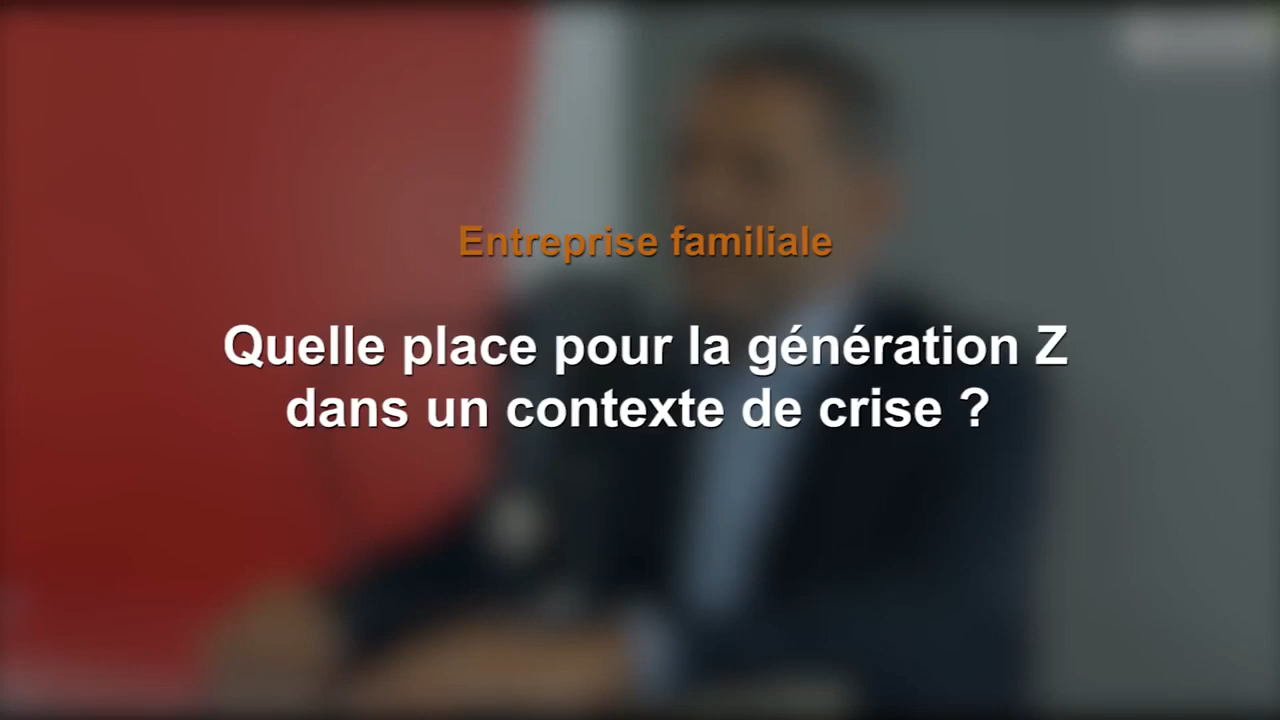 Entreprise familiale
Quelle place pour la génération Z
dans un contexte de crise ?